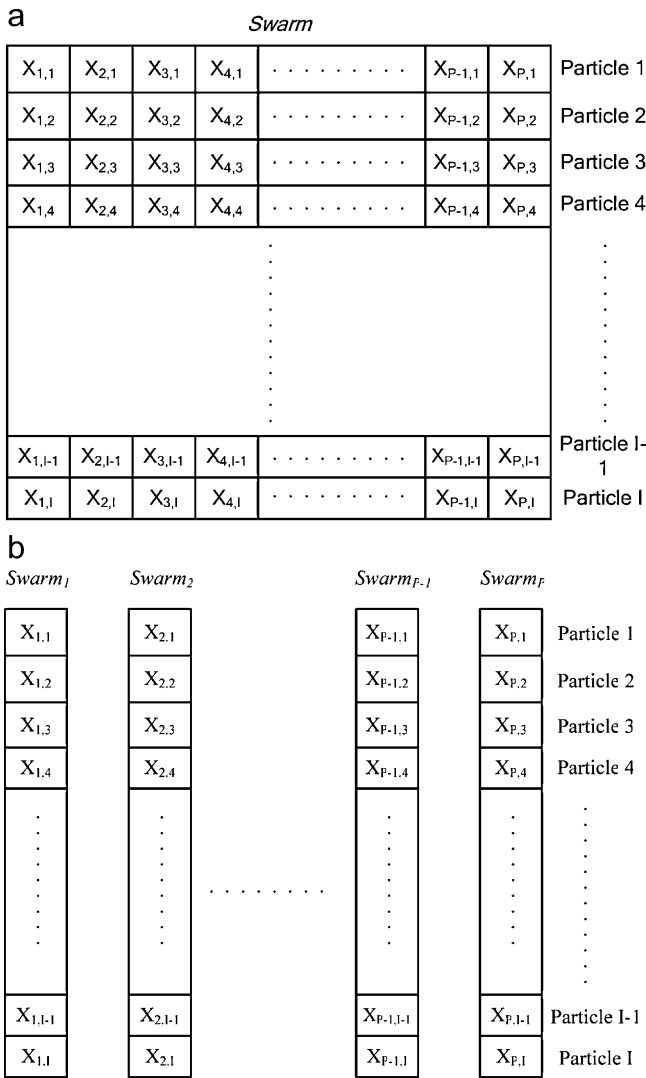 a
Swarm
X1,1 X2,1 X3,1 X4,1 . . . . . . . . . XP-1,1 XP,1 Particle 1
X1,2 X2,2 X3,2 X4,2 . . . . . . . . . XP-1,2 XP,2 Particle 2
X1,3 X2,3 X3,3 X4,3 . . . . . . . . . XP-1,3 XP,3 Particle 3
X1,4 X2,4 X3,4 X4,4 . . . . . . . . . XP-1,4 XP,4 Particle 4
X1,I-1 X2,I-1 X3,I-1 X4,I-1 . . . . . . . . . XP-1,I-1 XP,I-1 Particle I-1
X1,I X2,I X3,I X4,I . . . . . . . . . XP-1,I XP,I Particle I
b
Swarm1 Swarm2 SwarmP-1 SwarmP
X1,1 X2,1 XP-1,1 XP,1 Particle 1
X1,2 X2,2 XP-1,2 XP,2 Particle 2
X1,3 X2,3 XP-1,3 XP,3 Particle 3
X1,4 X2,4 XP-1,4 XP,4 Particle 4
. . . . . . . .
X1,I-1 X2,I-1 XP-1,I-1 XP,I-1 Particle I-1
X1,I X2,I XP-1,I XP,I Particle I